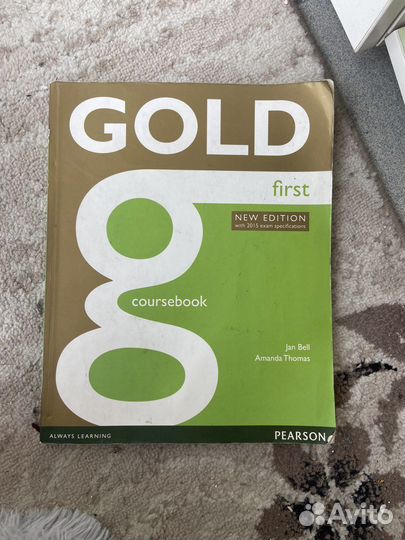 GOLD
first
NEW EDITION
with 2015 exam specifications
coursebook
Jan Bell
Amanda Thomas
ALWAYS LEARNING
PEARSON
Avito